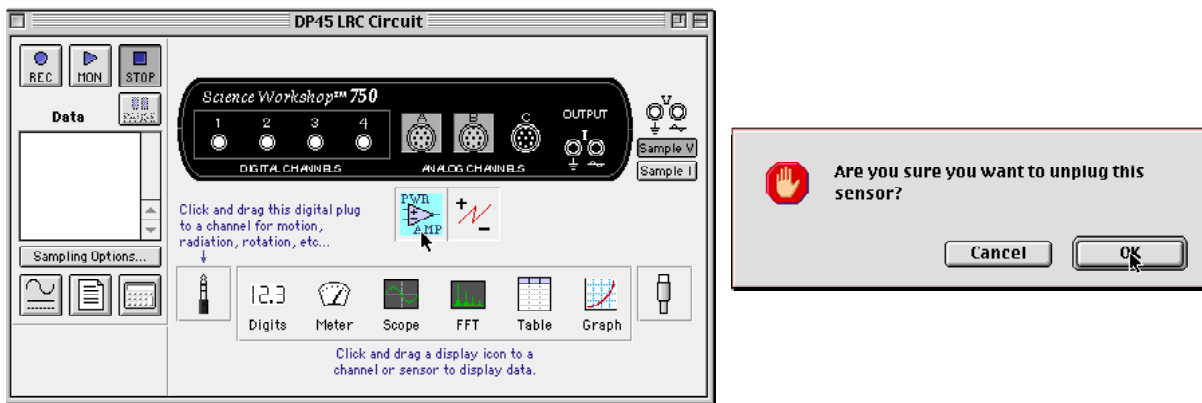 DP45 LRC Circuit
REC MON STOP
PAUSE
Data
Sampling Options...
Science Workshop™ 750
1 2 3 4
DIGITAL CHANNELS
A B C
ANALOG CHANNELS
OUTPUT
I
V
Sample V
Sample I
Click and drag this digital plug
to a channel for motion,
radiation, rotation, etc...
PWR
AMP
12.3
Digits Meter Scope FFT Table Graph
Click and drag a display icon to a
channel or sensor to display data.
Are you sure you want to unplug this
sensor?
Cancel OK